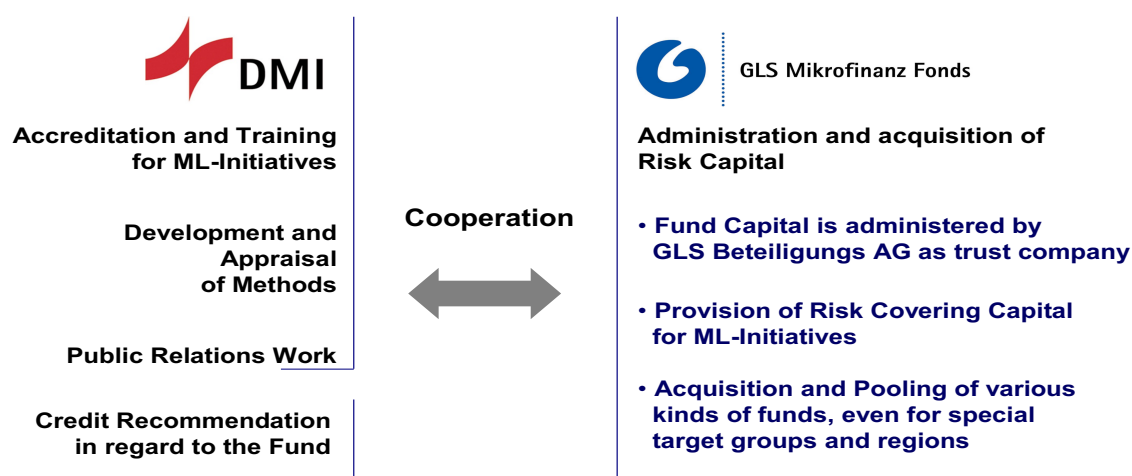 DMI
Accreditation and Training
for ML-Initiatives
Development and
Appraisal
of Methods
Public Relations Work
Credit Recommendation
in regard to the Fund
Cooperation
GLS Mikrofinanz Fonds
Administration and acquisition of
Risk Capital
• Fund Capital is administered by
GLS Beteiligungs AG as trust company
• Provision of Risk Covering Capital
for ML-Initiatives
• Acquisition and Pooling of various
kinds of funds, even for special
target groups and regions